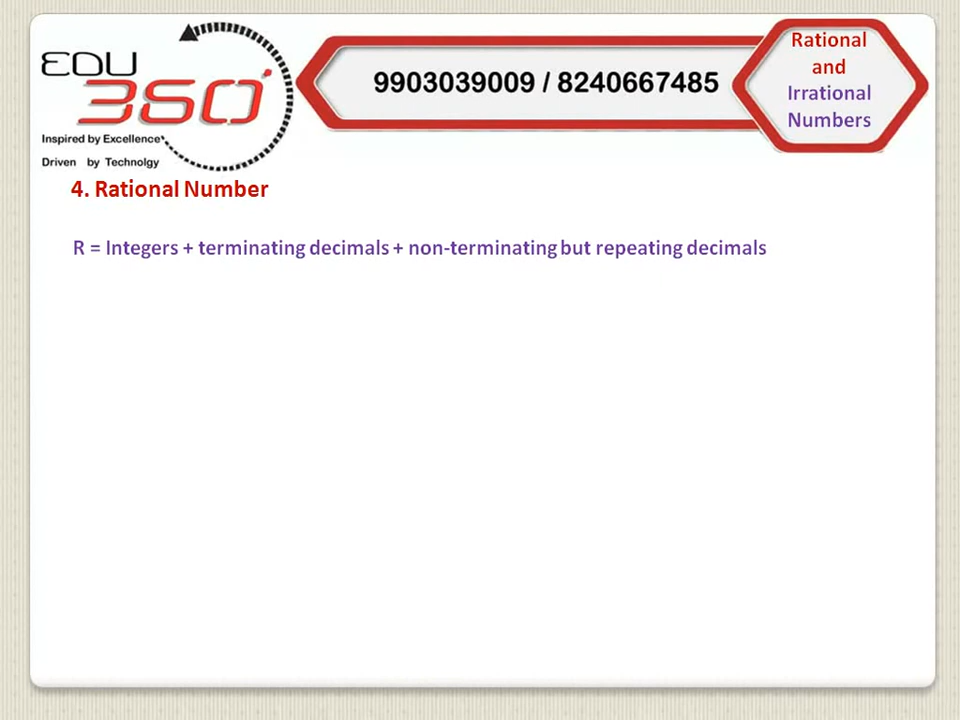 EDU
360°
Inspired by Excellence
Driven by Technolgy
9903039009 / 8240667485
Rational
and
Irrational
Numbers
4. Rational Number
R = Integers + terminating decimals + non-terminating but repeating decimals